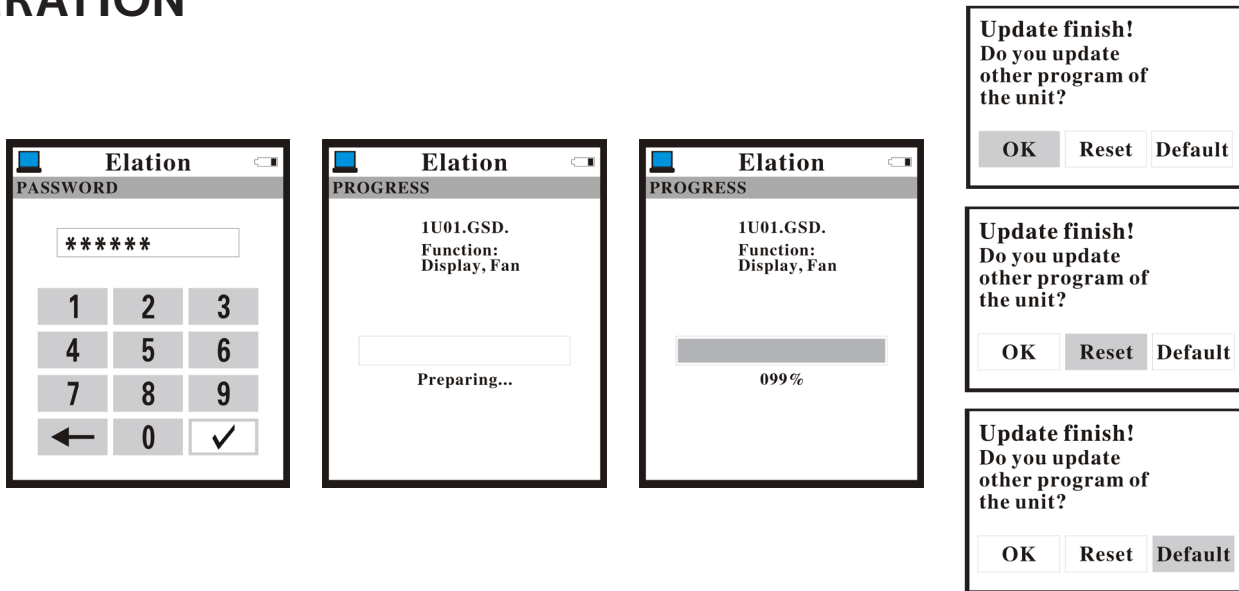 Elation
PASSWORD
******
1 2 3
4 5 6
7 8 9
← 0 ✓
Elation
PROGRESS
1U01.GSD.
Function:
Display, Fan
Preparing...
Elation
PROGRESS
1U01.GSD.
Function:
Display, Fan
099%
Update finish!
Do you update
other program of
the unit?
OK Reset Default
Update finish!
Do you update
other program of
the unit?
OK Reset Default
Update finish!
Do you update
other program of
the unit?
OK Reset Default